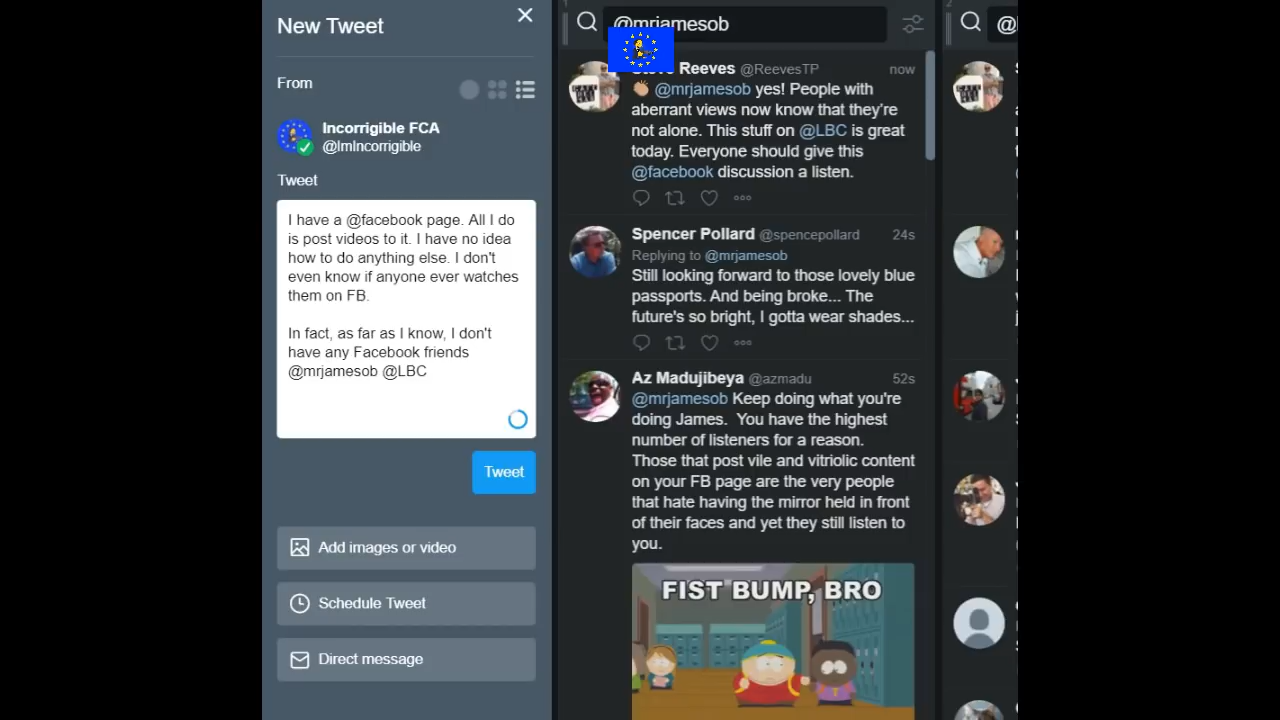 New Tweet
From
Incorrigible FCA
@ImIncorrigible
Tweet
I have a @facebook page. All I do
is post videos to it. I have no idea
how to do anything else. I don't
even know if anyone ever watches
them on FB.
In fact, as far as I know, I don't
have any Facebook friends
@mrjamesob @LBC
Tweet
Add images or video
Schedule Tweet
Direct message
@mrjamesob
Steve Reeves @ReevesTP now
@mrjamesob yes! People with
aberrant views now know that they're
not alone. This stuff on @LBC is great
today. Everyone should give this
@facebook discussion a listen.
Spencer Pollard @spencepollard 24s
Replying to @mrjamesob
Still looking forward to those lovely blue
passports. And being broke... The
future's so bright, I gotta wear shades...
Az Madujibeya @azmadu 52s
@mrjamesob Keep doing what you're
doing James. You have the highest
number of listeners for a reason.
Those that post vile and vitriolic content
on your FB page are the very people
that hate having the mirror held in front
of their faces and yet they still listen to
you.
FIST BUMP, BRO